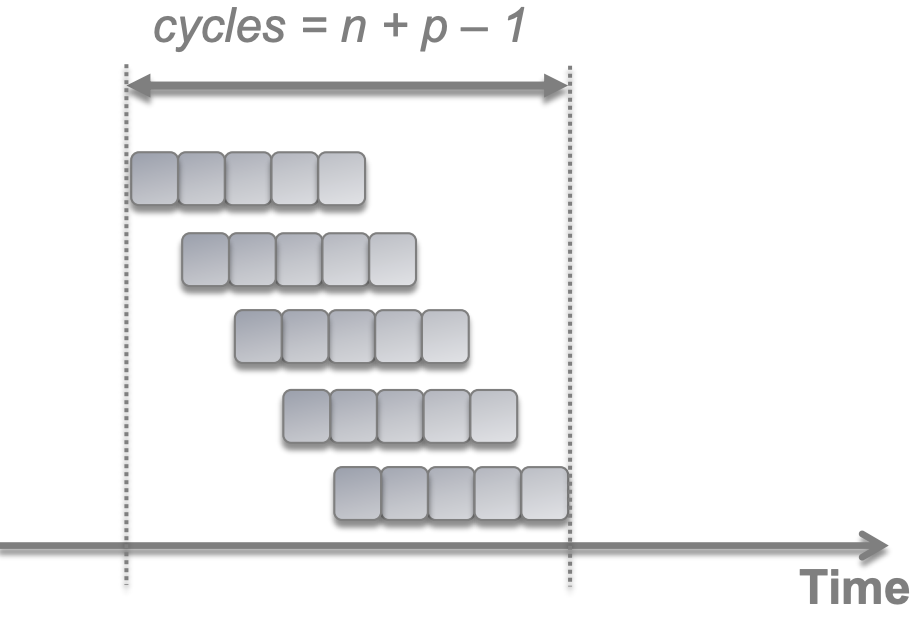 cycles = n + p – 1
Time